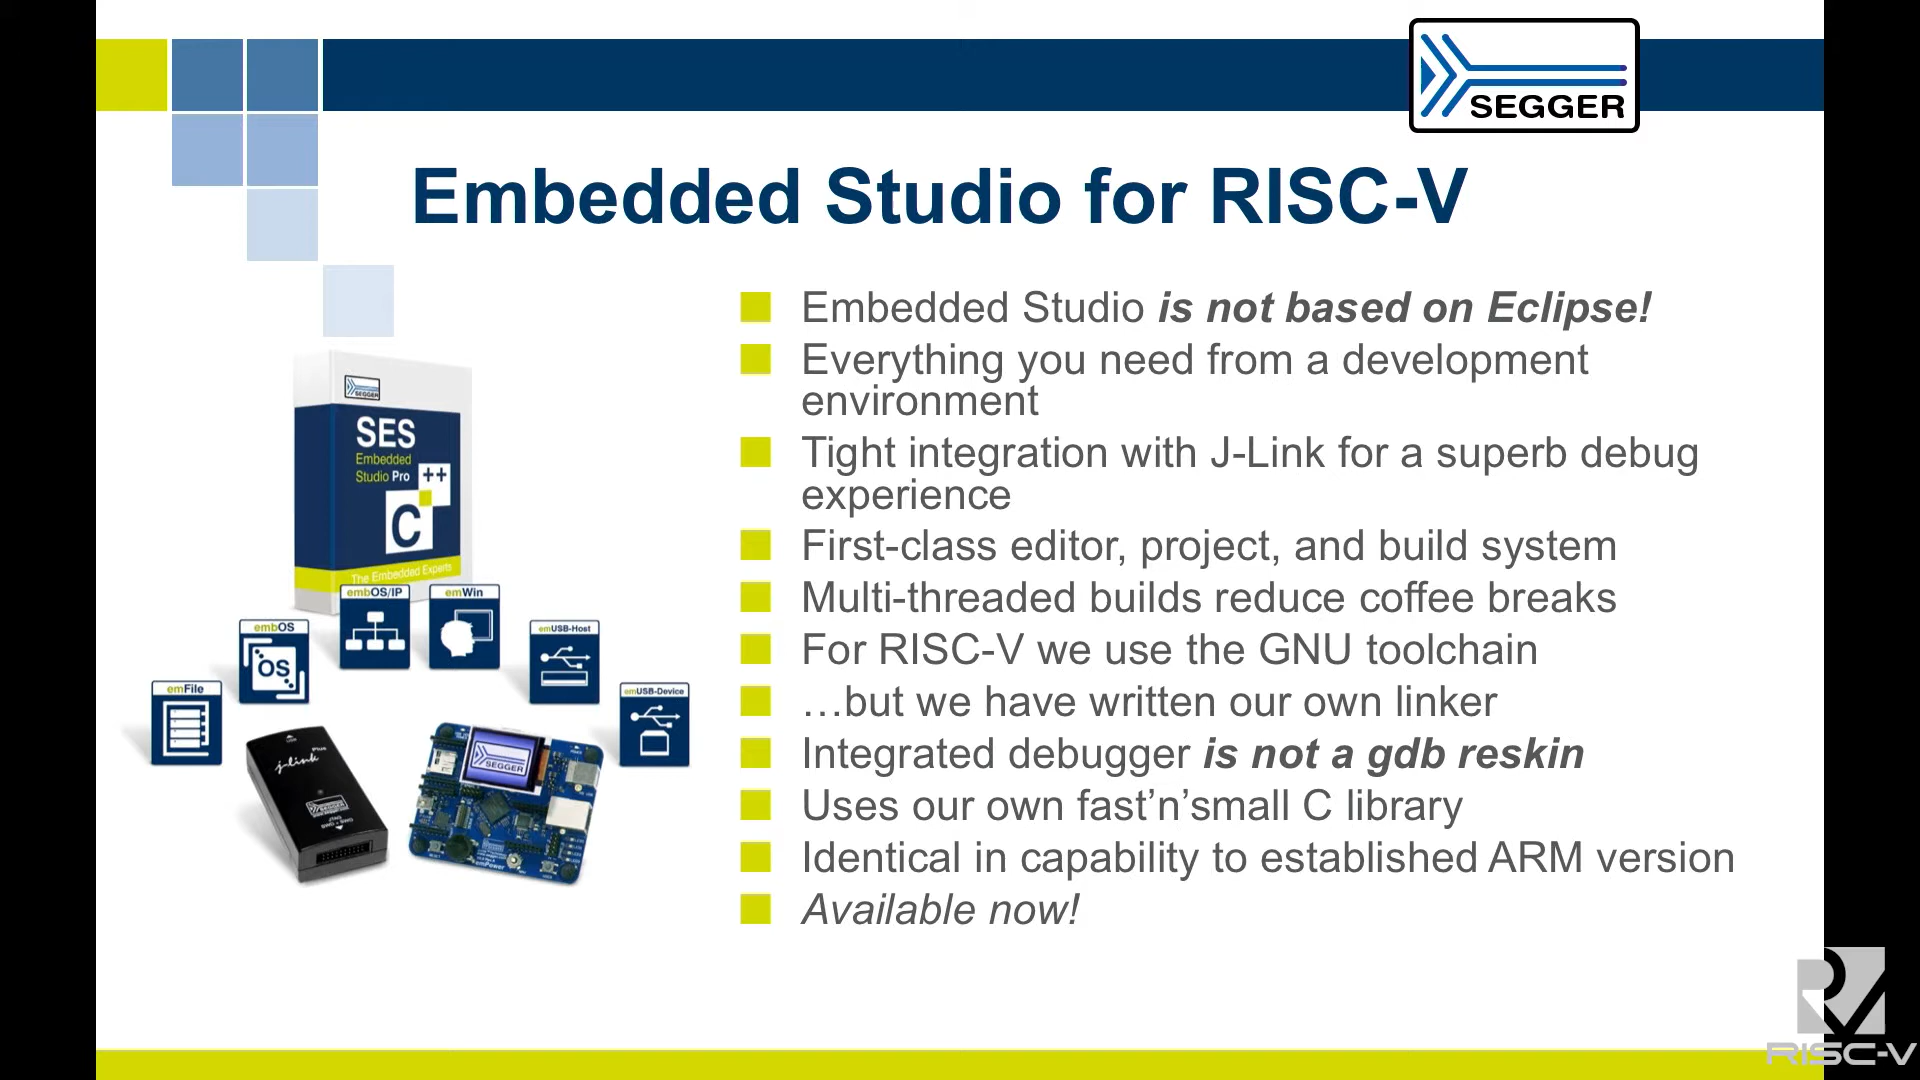 SEGGER
Embedded Studio for RISC-V
Embedded Studio is not based on Eclipse!
Everything you need from a development
environment
Tight integration with J-Link for a superb debug
experience
First-class editor, project, and build system
Multi-threaded builds reduce coffee breaks
For RISC-V we use the GNU toolchain
…but we have written our own linker
Integrated debugger is not a gdb reskin
Uses our own fast’n’small C library
Identical in capability to established ARM version
Available now!
SEGGER
SES
Embedded
Studio Pro
++
C
The Embedded Experts
embOS/IP
emWin
embOS
OS
emUSB-Host
emFile
emUSB-Device
J-Link
Plus
SEGGER
SEGGER
RISC-V